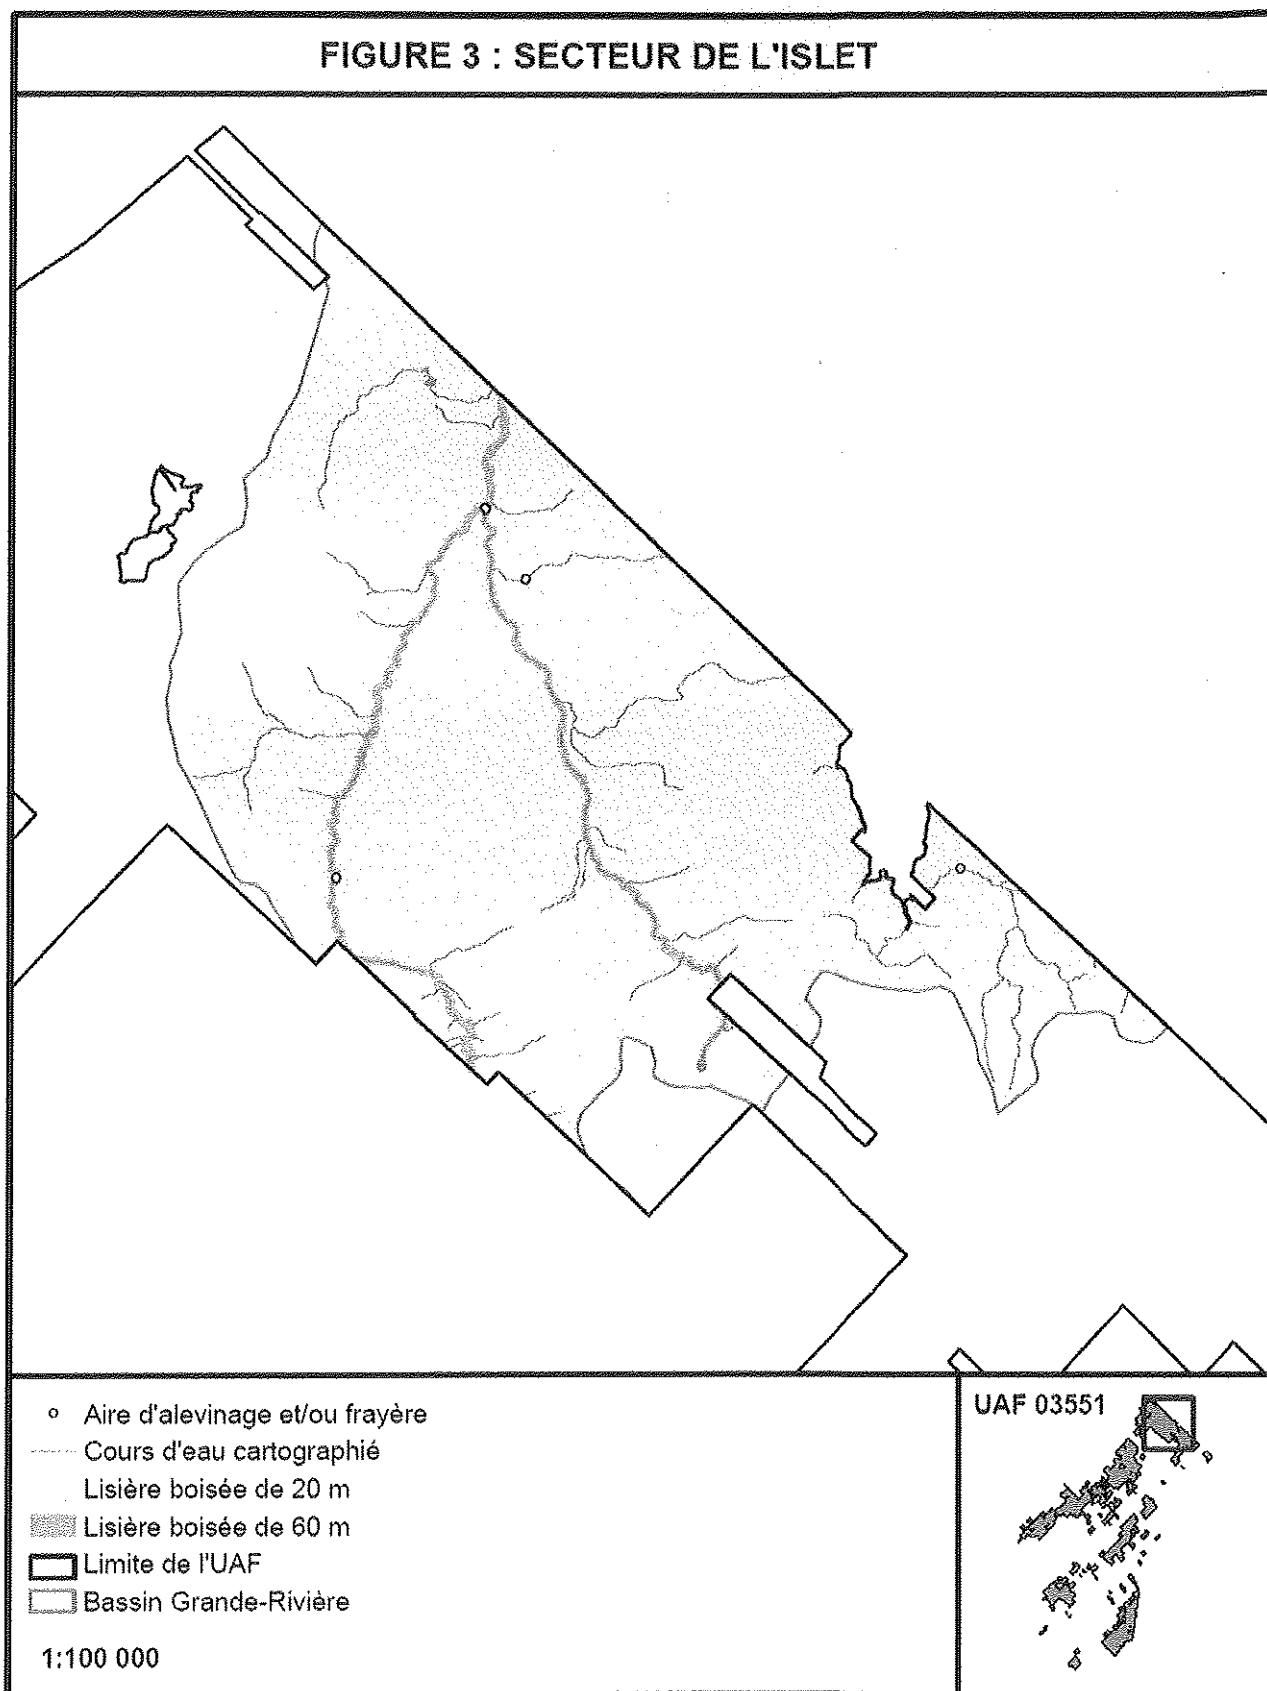 FIGURE 3 : SECTEUR DE L'ISLET
Aire d'alevinage et/ou frayère
Cours d'eau cartographié
Lisière boisée de 20 m
Lisière boisée de 60 m
Limite de l'UAF
Bassin Grande-Rivière
1:100 000
UAF 03551